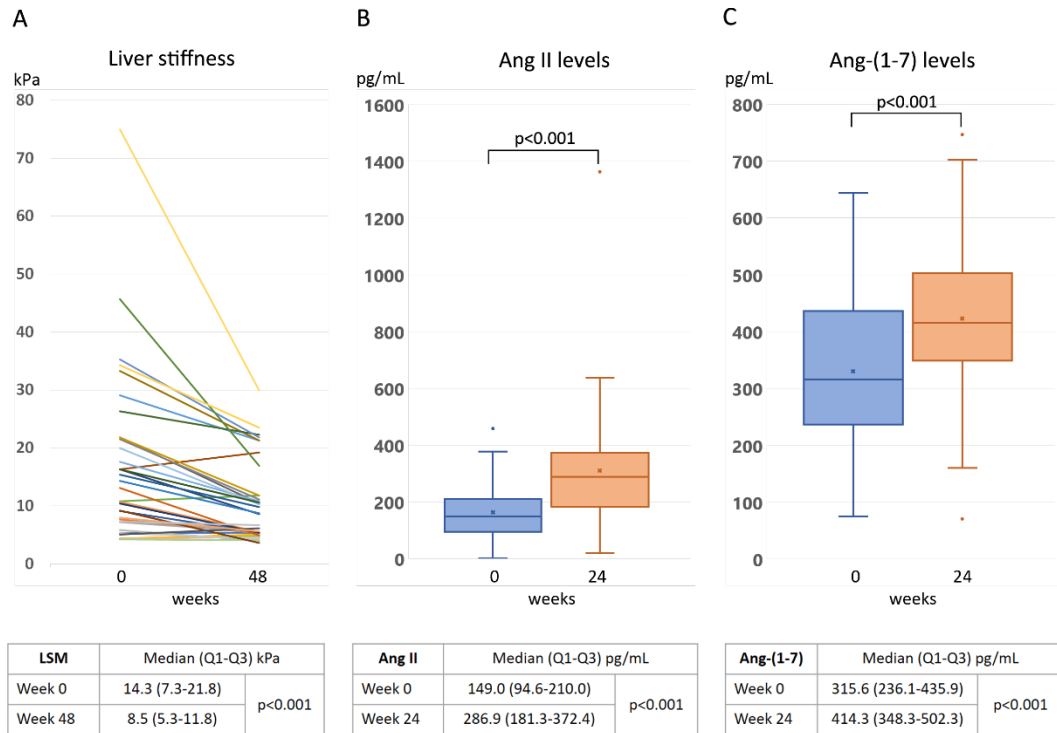 A
B
C
Liver stiffness
Ang II levels
Ang-(1-7) levels
kPa
80
70
60
50
40
30
20
10
0
0
48
weeks
pg/mL
1600
1400
1200
1000
800
600
400
200
0
p<0.001
0
24
weeks
pg/mL
800
700
600
500
400
300
200
100
0
p<0.001
0
24
weeks
LSM Median (Q1-Q3) kPa
Week 0 14.3 (7.3-21.8)
p<0.001
Week 48 8.5 (5.3-11.8)
Ang II Median (Q1-Q3) pg/mL
Week 0 149.0 (94.6-210.0)
p<0.001
Week 24 286.9 (181.3-372.4)
Ang-(1-7) Median (Q1-Q3) pg/mL
Week 0 315.6 (236.1-435.9)
p<0.001
Week 24 414.3 (348.3-502.3)